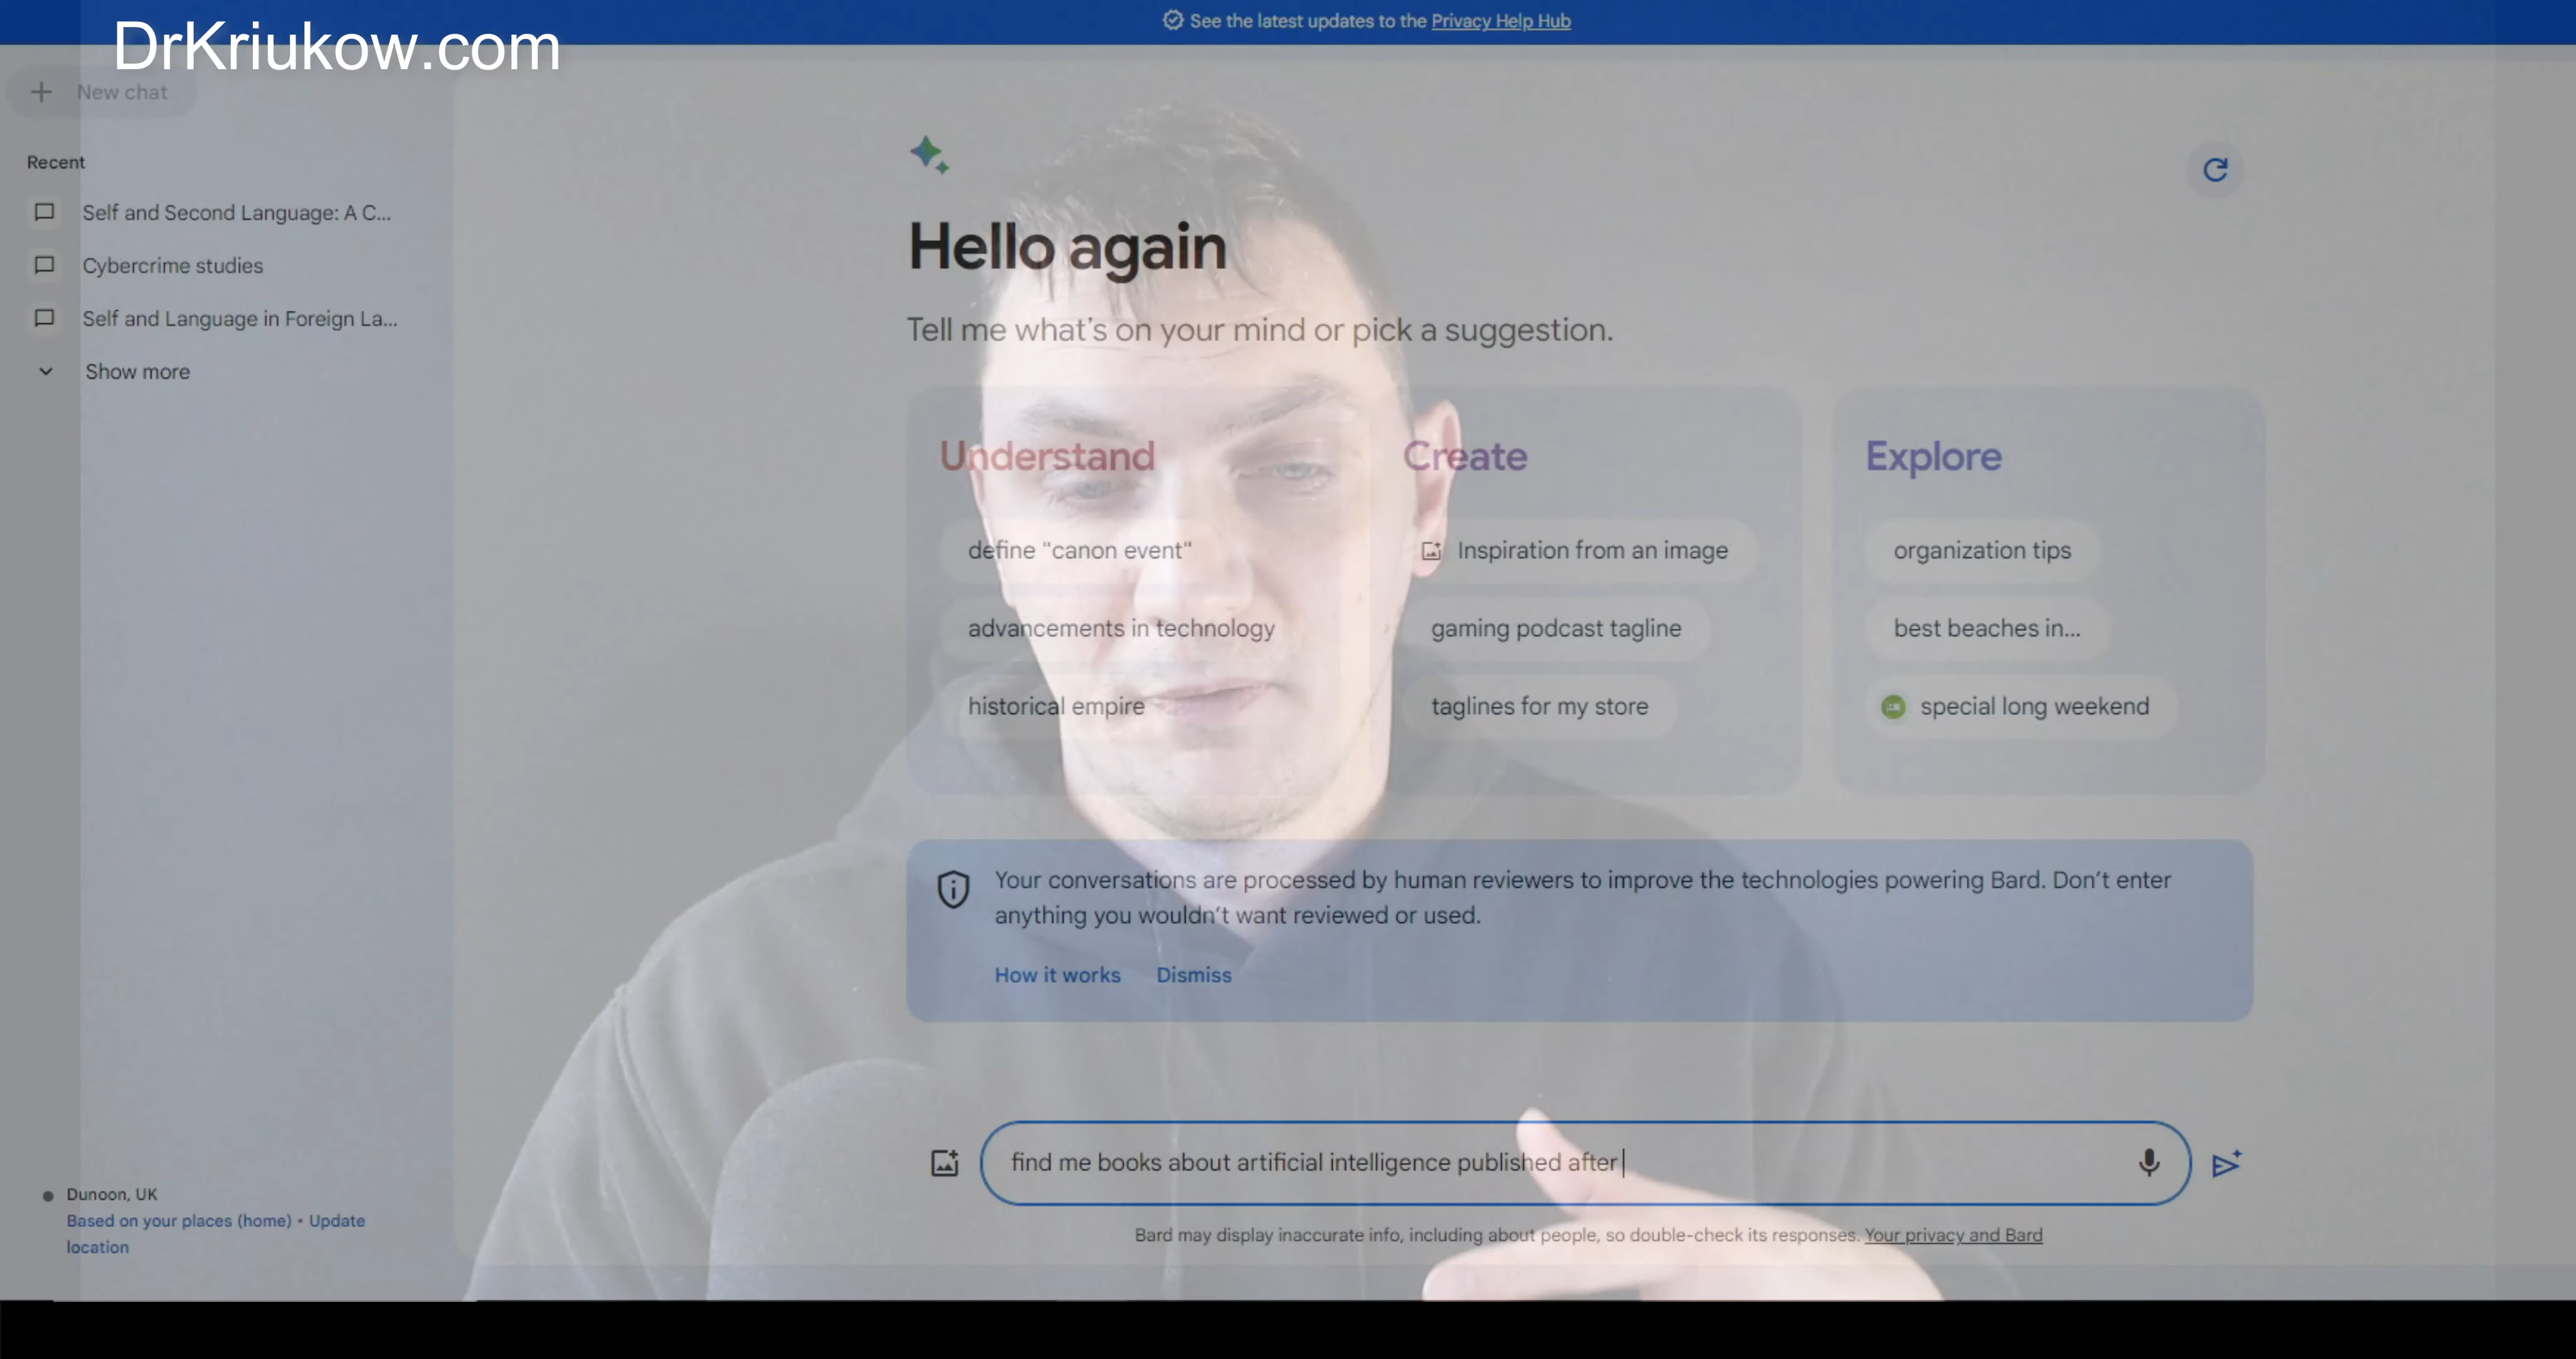 See the latest updates to the Privacy Help Hub
DrKriukow.com
New chat
Recent
Self and Second Language: A C...
Cybercrime studies
Self and Language in Foreign La...
Show more
Hello again
Tell me what's on your mind or pick a suggestion.
Understand
define "canon event"
advancements in technology
historical empire
Create
Inspiration from an image
gaming podcast tagline
taglines for my store
Explore
organization tips
best beaches in...
special long weekend
Your conversations are processed by human reviewers to improve the technologies powering Bard. Don't enter
anything you wouldn't want reviewed or used.
How it works Dismiss
find me books about artificial intelligence published after
Bard may display inaccurate info, including about people, so double-check its responses. Your privacy and Bard
Dunoon, UK
Based on your places (home) • Update
location